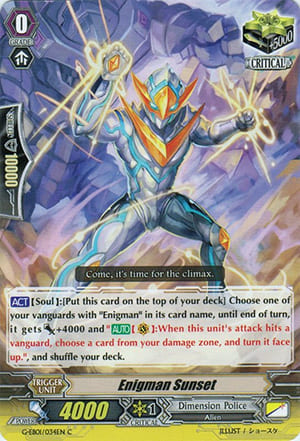 0
GRADE
+5000
CRITICAL
10000
Come, it's time for the climax.
ACT [Soul]:[Put this card on the top of your deck] Choose one
of your vanguards with "Enigman" in its card name, until end of turn,
it gets +4000 and "AUTO [ ]:When this unit's attack hits a
vanguard, choose a card from your damage zone, and turn it face
up.", and shuffle your deck.
TRIGGER
UNIT
Enigman Sunset
POWER
4000
1
CRITICAL
Dimension Police
Alien
G-EB01/034EN C
ILLUST / ショースケ